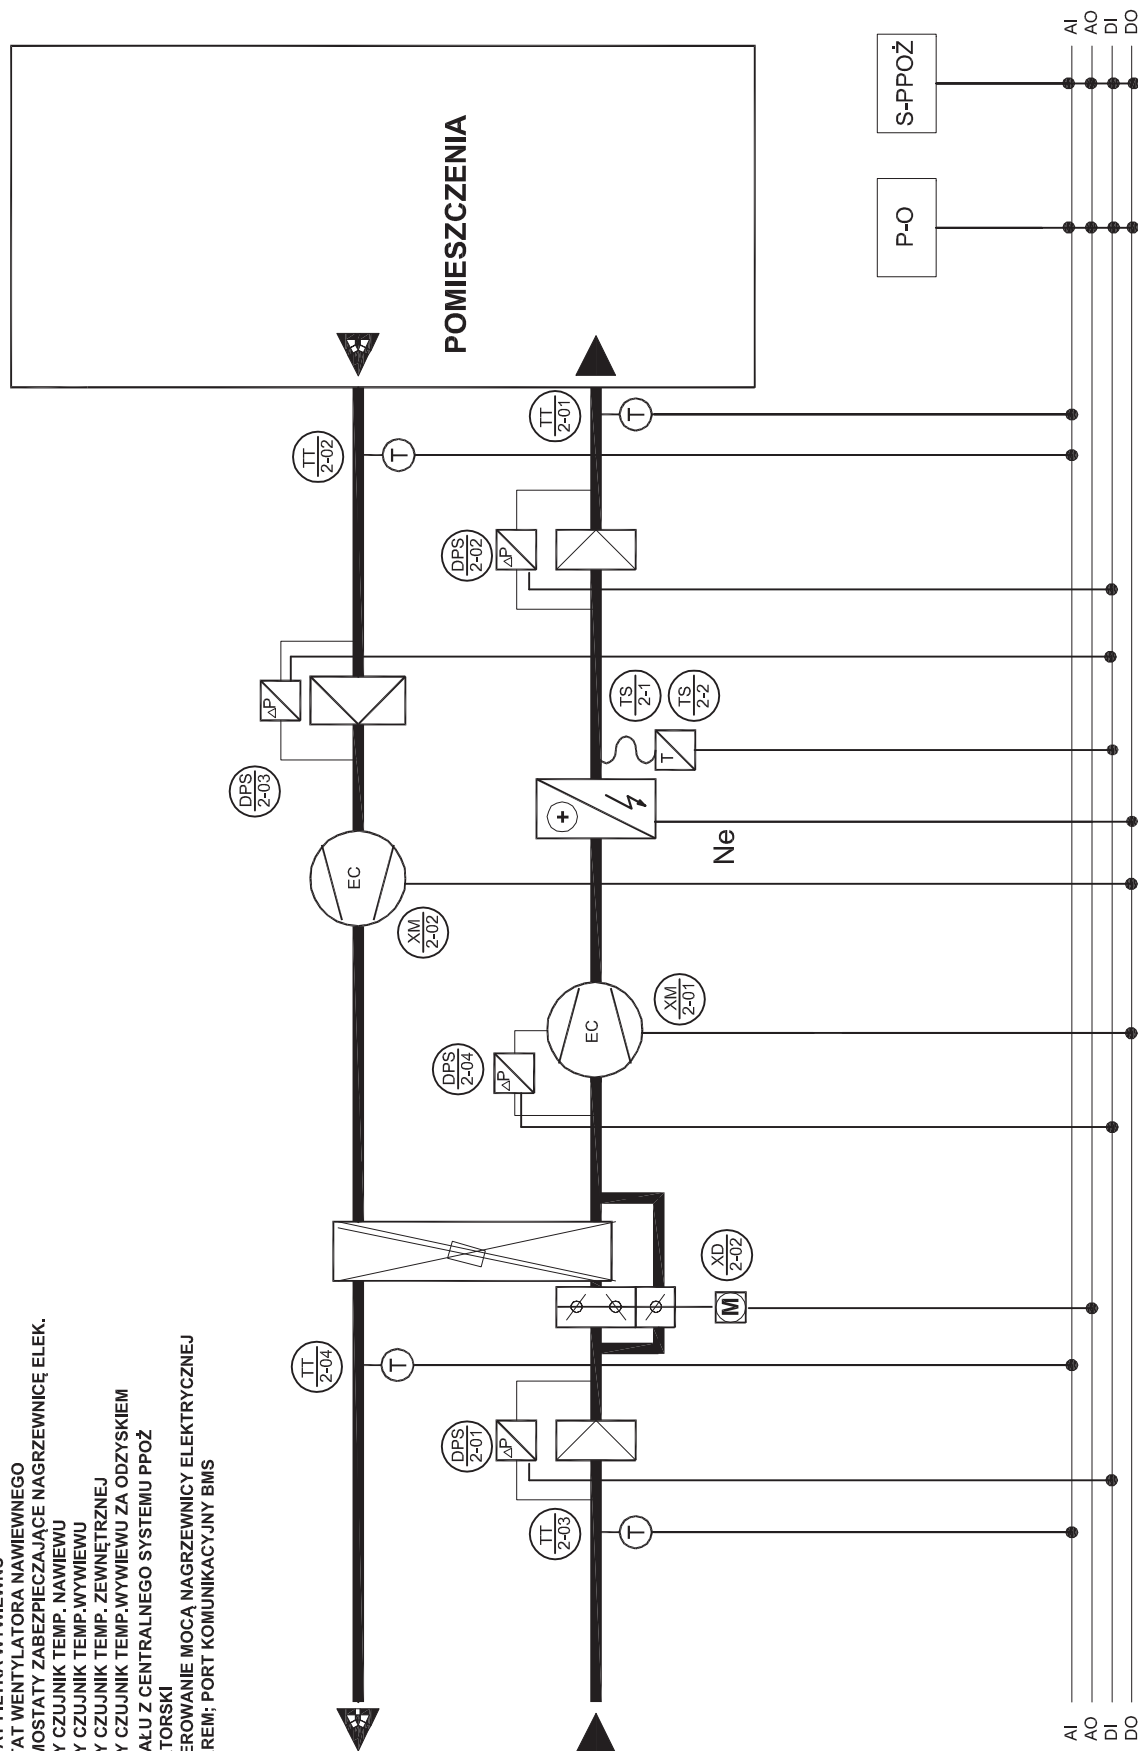 TAT WENTYLATORA NAWIEWNEGO
MOSTATY ZABEZPIECZAJĄCE NAGRZEWNICĘ ELEK.
Y CZUJNIK TEMP. NAWIEWU
Y CZUJNIK TEMP.WYWIEWU
Y CZUJNIK TEMP. ZEWNĘTRZNEJ
Y CZUJNIK TEMP.WYWIEWU ZA ODZYSKIEM
AŁU Z CENTRALNEGO SYSTEMU PPOŻ
TORSKI
EROWANIE MOCĄ NAGRZEWNICY ELEKTRYCZNEJ
REM; PORT KOMUNIKACYJNY BMS
TT
2-04
T
XM
2-02
EC
DPS
2-03
△P
TT
2-02
T
POMIESZCZENIA
TT
2-03
T
DPS
2-01
△P
XD
2-02
M
DPS
2-04
△P
EC
XM
2-01
Ne
+
TS
2-1
TS
2-2
T
DPS
2-02
△P
TT
2-01
T
P-O
S-PPOŻ
AI
AO
DI
DO
AI
AO
DI
DO